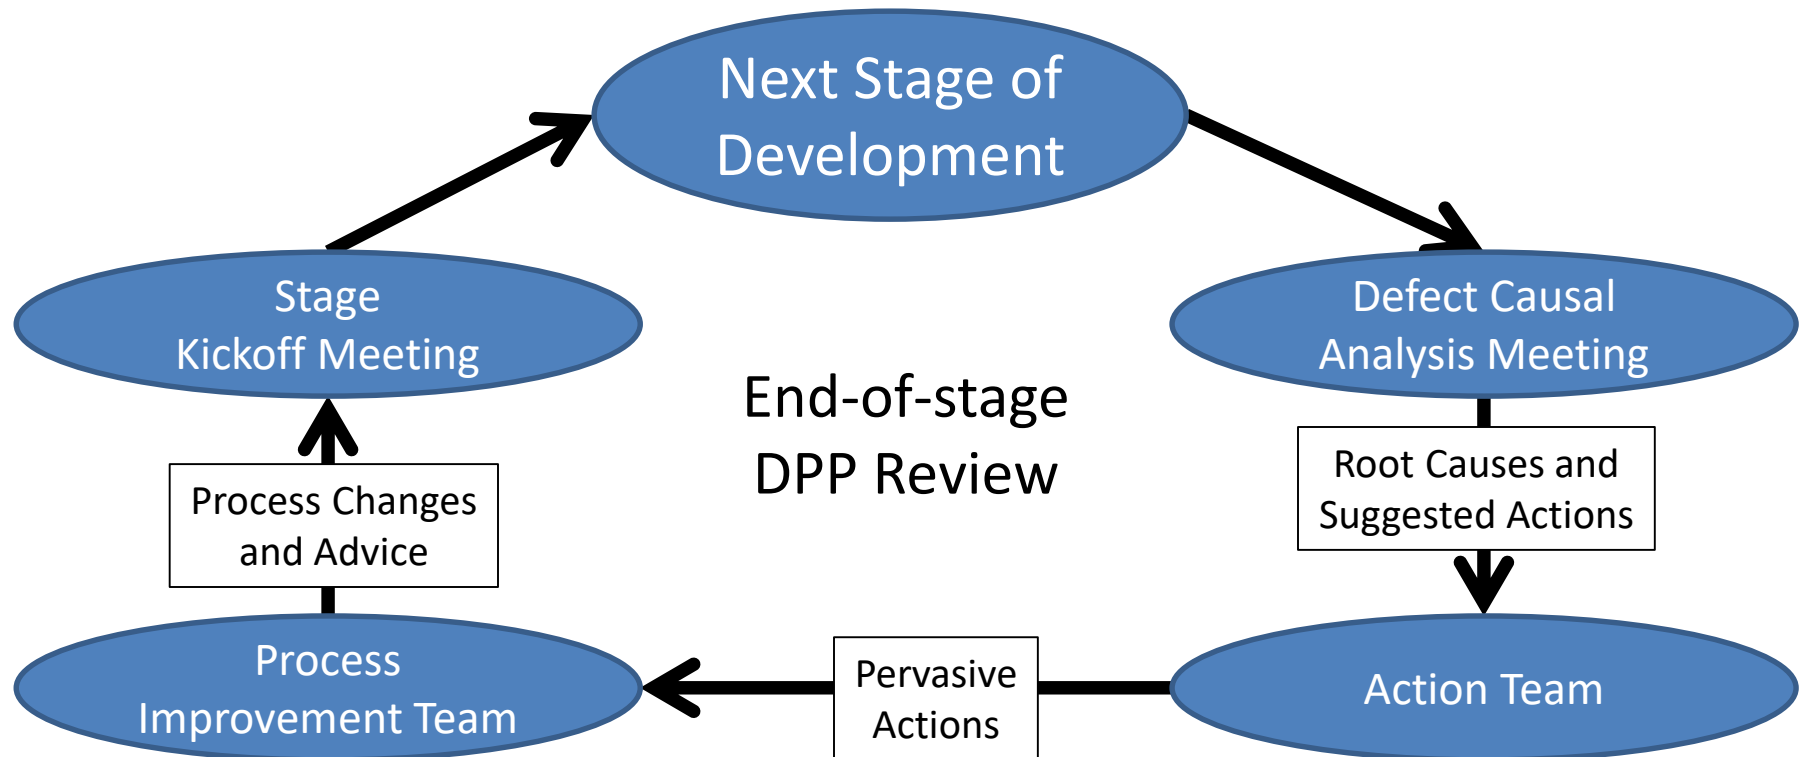 Next Stage of
Development
Stage
Kickoff Meeting
Defect Causal
Analysis Meeting
End-of-stage
DPP Review
Process Changes
and Advice
Root Causes and
Suggested Actions
Process
Improvement Team
Pervasive
Actions
Action Team